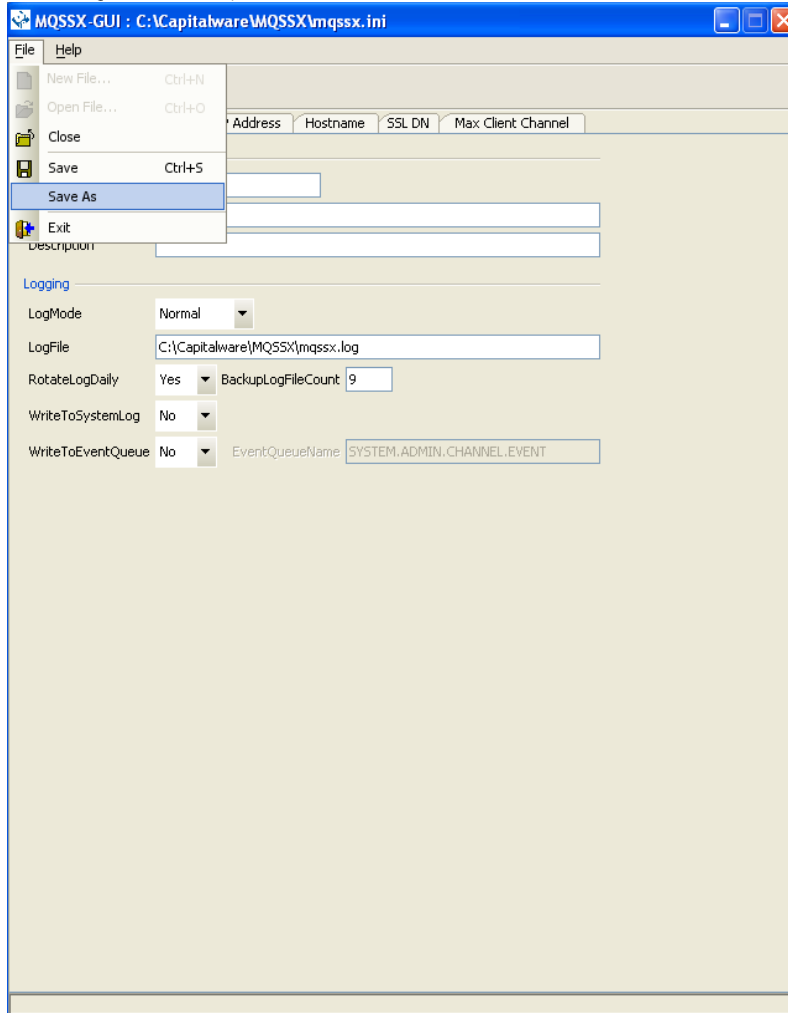 MQSSX-GUI : C:\Capitalware\MQSSX\mqssx.ini
File Help
New File... Ctrl+N
Open File... Ctrl+O
Close
Save Ctrl+S
Save As
Exit
Address Hostname SSL DN Max Client Channel
Description
Logging
LogMode Normal
LogFile C:\Capitalware\MQSSX\mqssx.log
RotateLogDaily Yes BackupLogFileCount 9
WriteToSystemLog No
WriteToEventQueue No EventQueueName SYSTEM.ADMIN.CHANNEL.EVENT